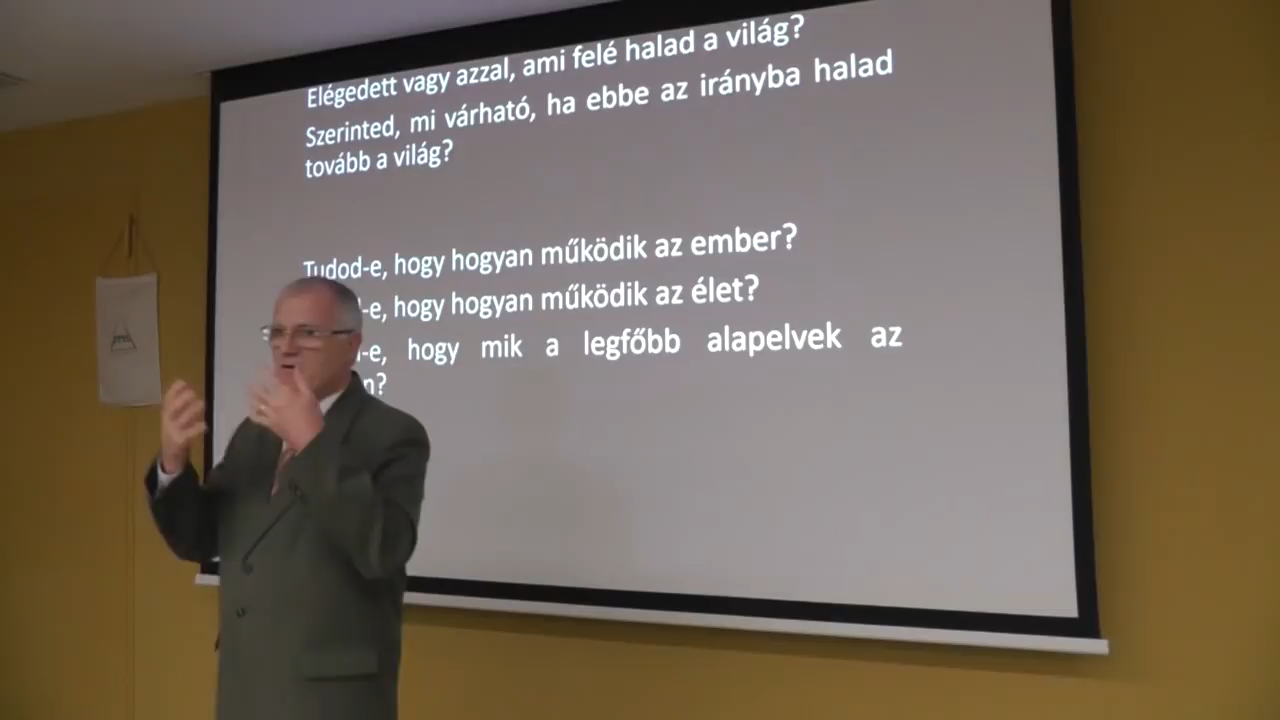 Elégedett vagy azzal, ami felé halad a világ?
Szerinted, mi várható, ha ebbe az irányba halad
tovább a világ?
Tudod-e, hogy hogyan működik az ember?
-e, hogy hogyan működik az élet?
-e, hogy mik a legfőbb alapelvek az
n?